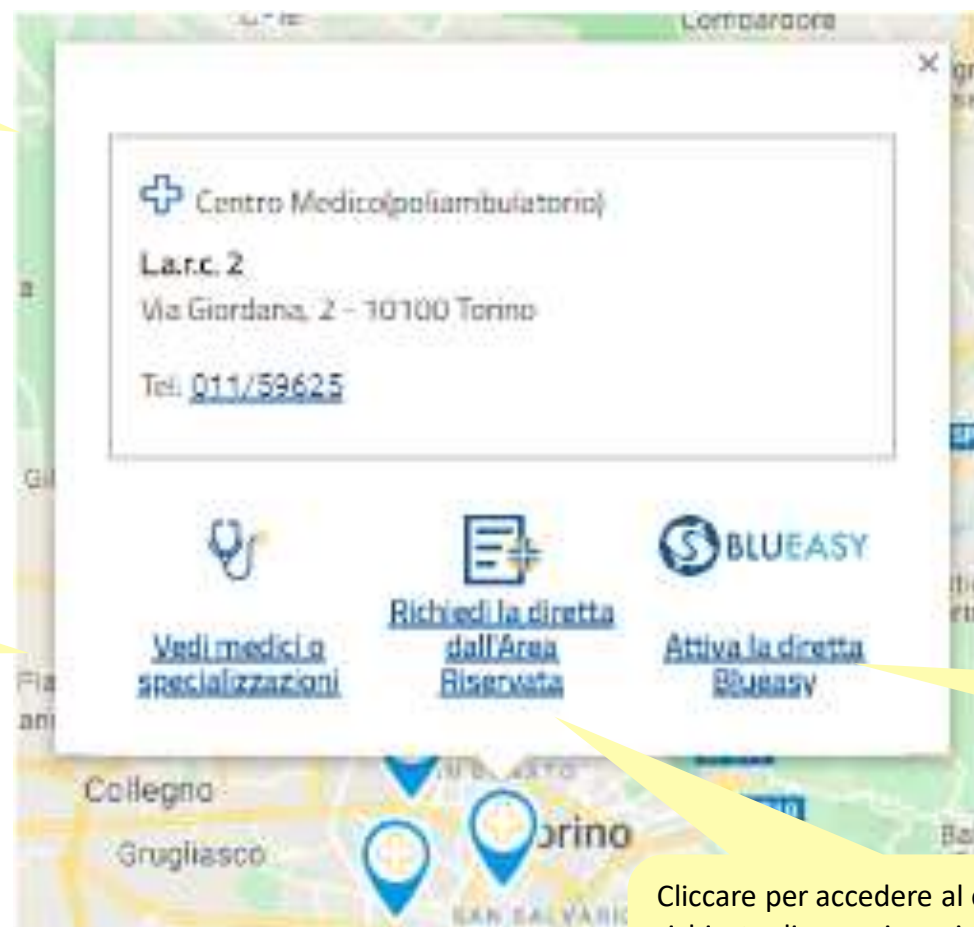 Lombardore
×
Centro Medico(poliambulatorio)
L.a.r.c. 2
Via Giordana, 2 - 10100 Torino
Tel: 011/59625
BLUEASY
Vedi medici o
specializzazioni
Richiedi la diretta
dall'Area
Riservata
Attiva la diretta
Blueasy
Collegno
Grugliasco
orino
SAN SALVARIO
Cliccare per accedere al